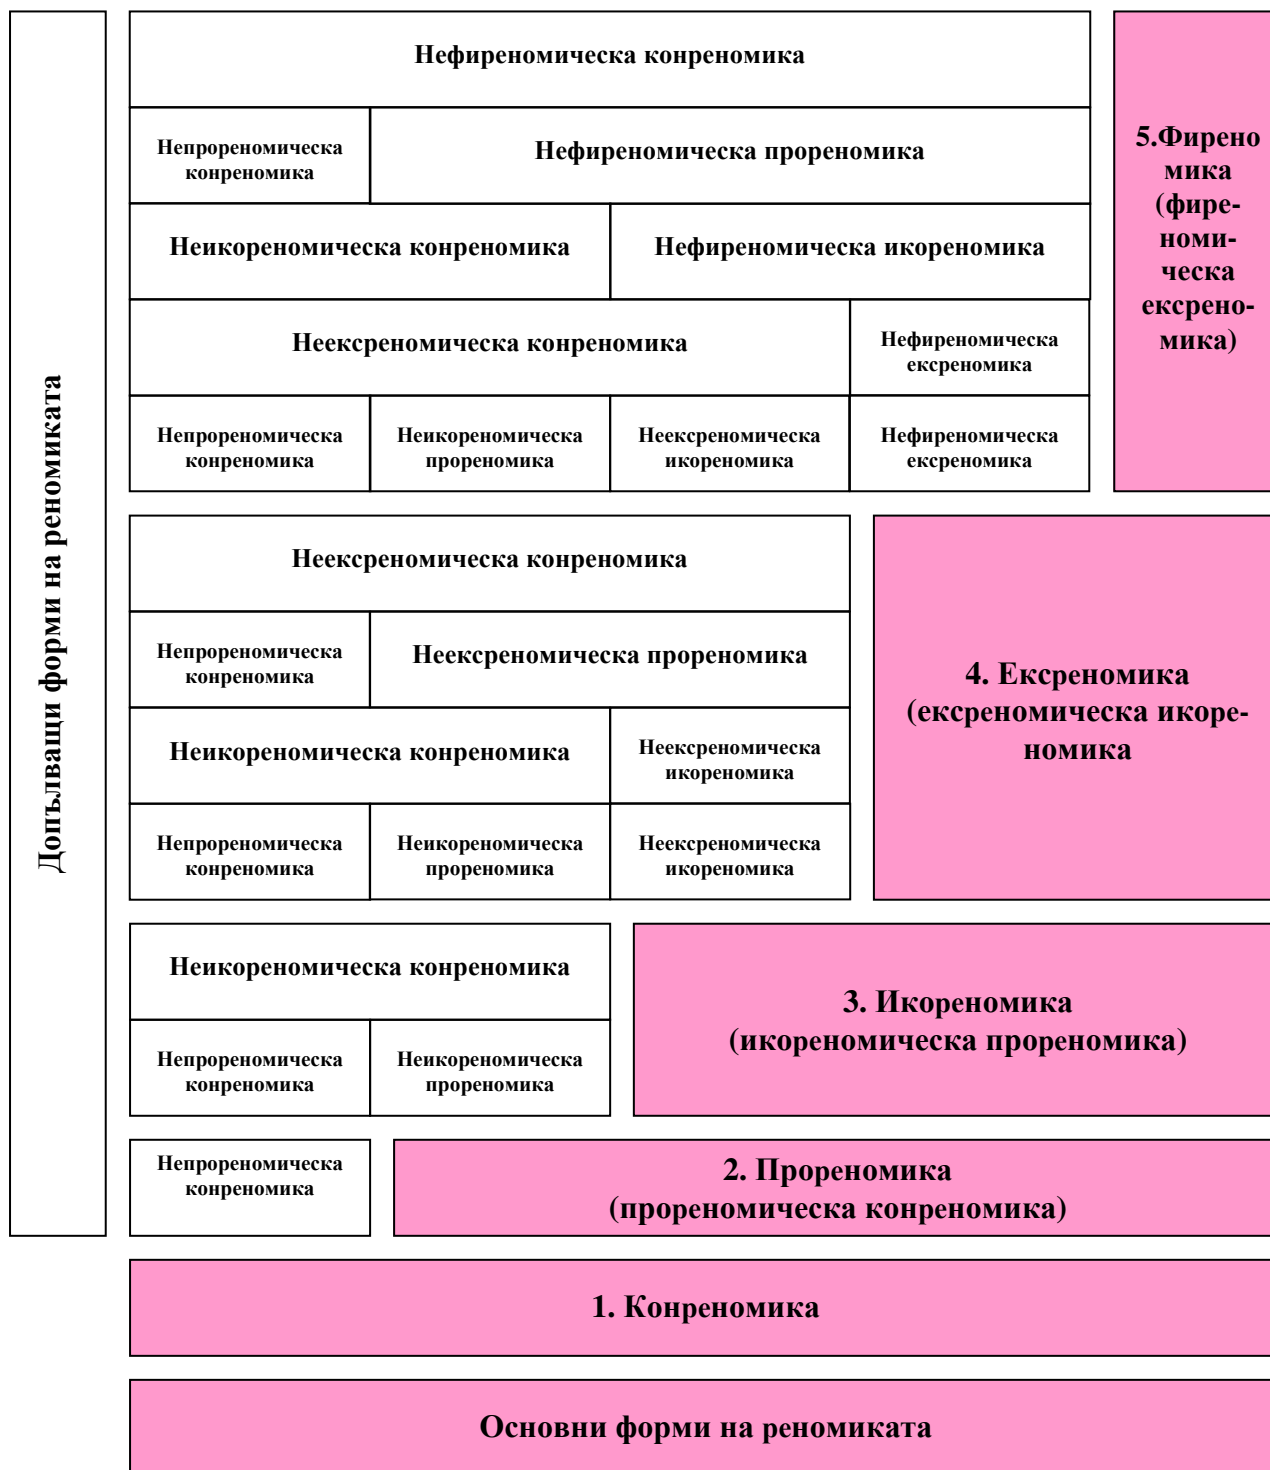 Допълващи форми на реномиката
Нефиреномическа конреномика
Непрореномическа
конреномика
Нефиреномическа прореномика
Неикореномическа конреномика
Нефиреномическа икореномика
Неексреномическа конреномика
Нефиреномическа
ексреномика
Непрореномическа
конреномика
Неикореномическа
прореномика
Неексреномическа
икореномика
Нефиреномическа
ексреномика
5.Фирено
мика
(фире-
номи-
ческа
ексрено-
мика)
Неексреномическа конреномика
Непрореномическа
конреномика
Неексреномическа прореномика
Неикореномическа конреномика
Неексреномическа
икореномика
Непрореномическа
конреномика
Неикореномическа
прореномика
Неексреномическа
икореномика
4. Ексреномика
(ексреномическа икоре-
номика
Неикореномическа конреномика
Непрореномическа
конреномика
Неикореномическа
прореномика
3. Икореномика
(икореномическа прореномика)
Непрореномическа
конреномика
2. Прореномика
(прореномическа конреномика)
1. Конреномика
Основни форми на реномиката